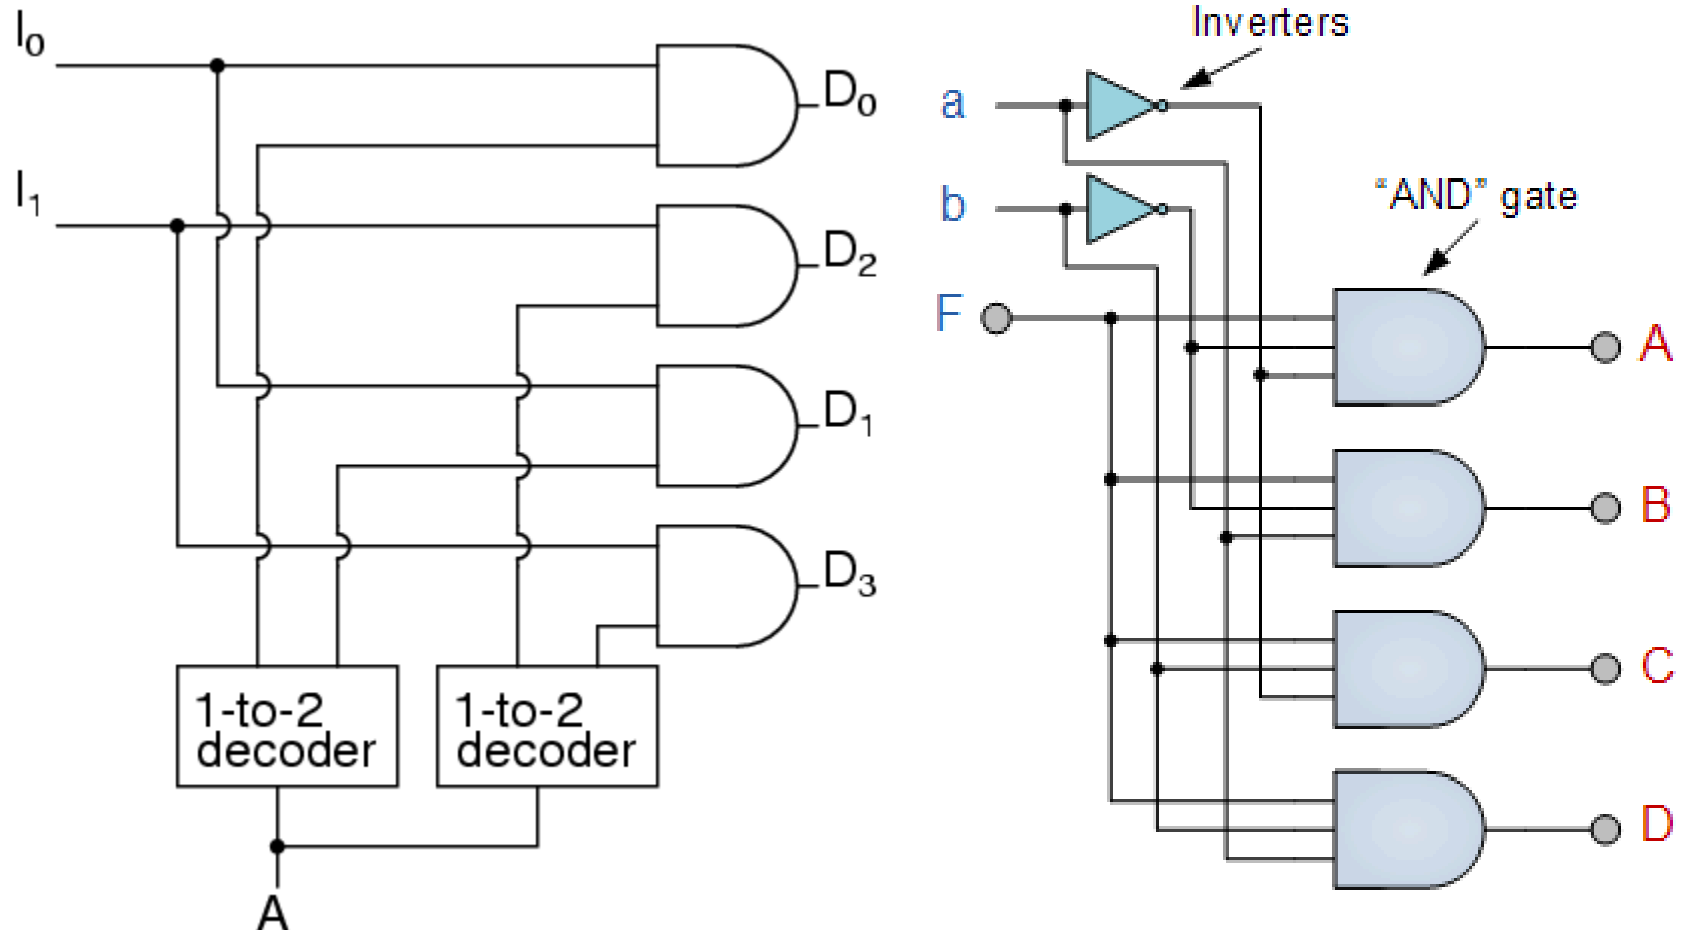 I₀
D₀
I₁
D₂
D₁
D₃
1-to-2
decoder
1-to-2
decoder
A
Inverters
a
b
“AND” gate
F
A
B
C
D